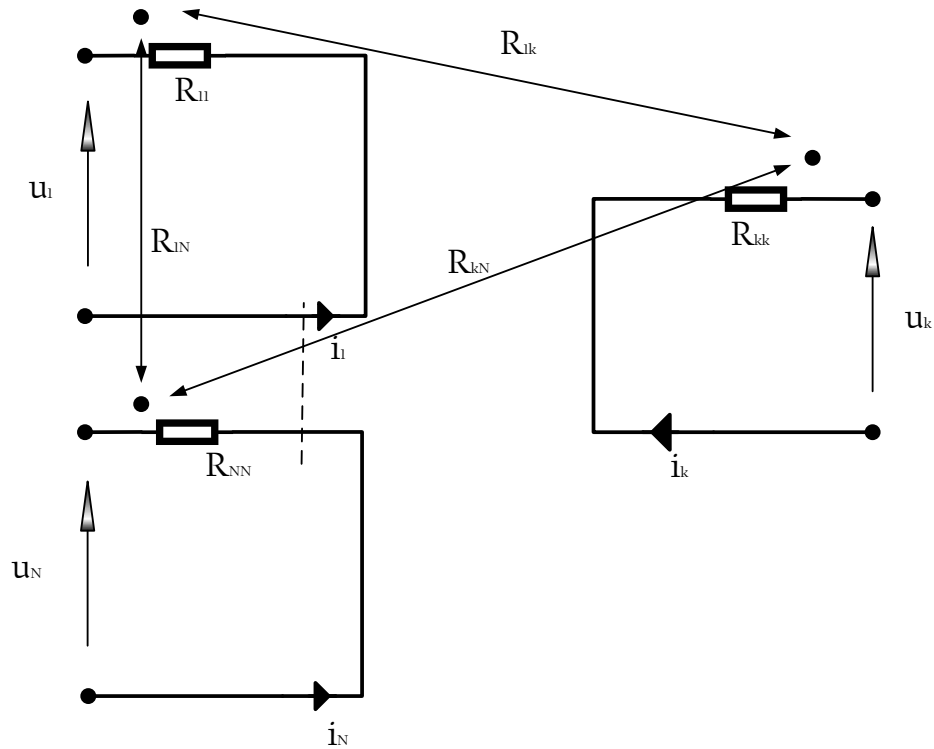 R₁ₖ
R₁₁
u₁
R₁N
RₖN
Rₖₖ
uₖ
i₁
RNN
iₖ
uN
iN